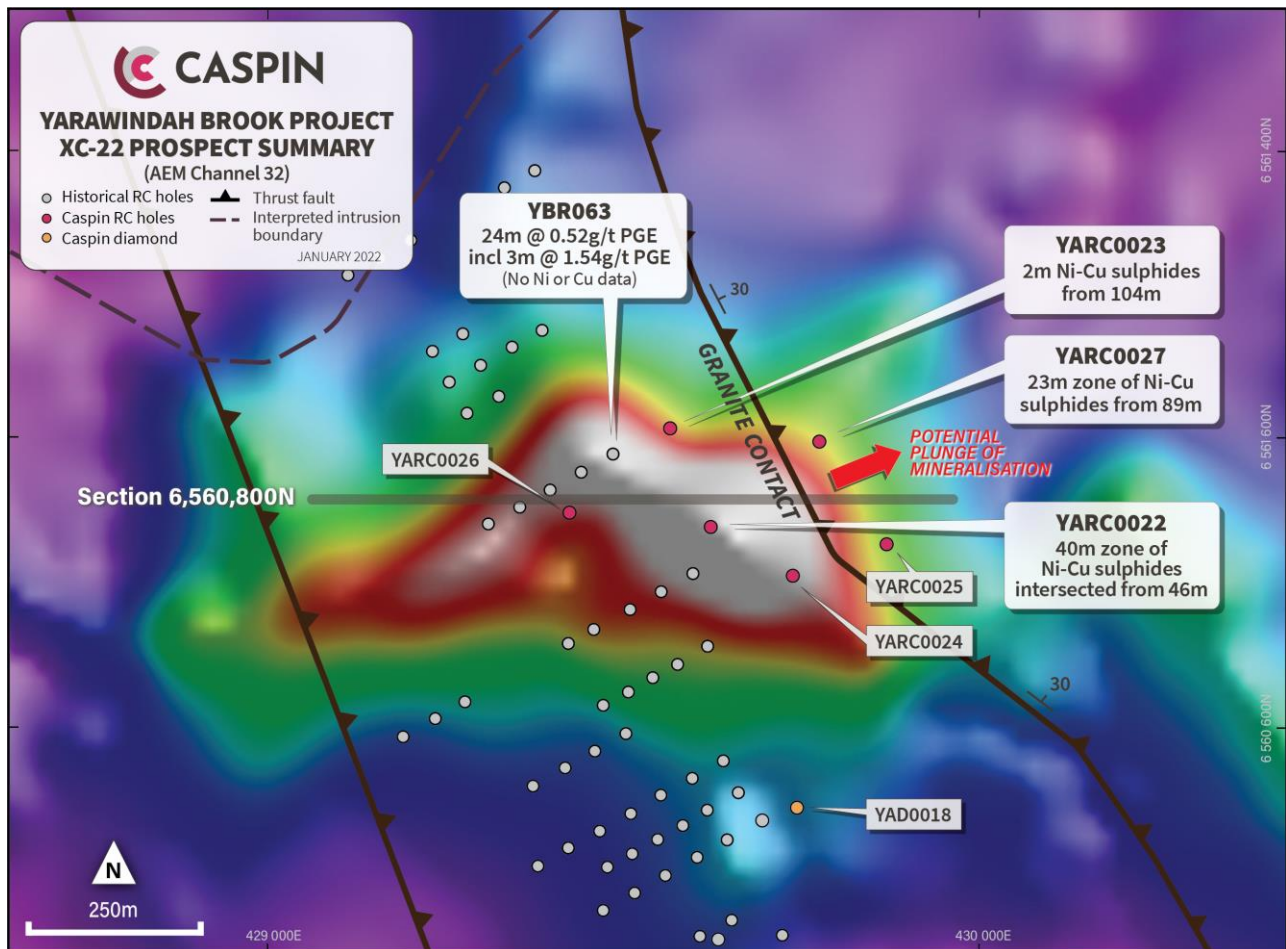 CASPIN
YARAWINDAH BROOK PROJECT
XC-22 PROSPECT SUMMARY
(AEM Channel 32)
Historical RC holes
Thrust fault
Caspin RC holes
Interpreted intrusion
boundary
Caspin diamond
JANUARY 2022
6 561 400N
YBR063
24m @ 0.52g/t PGE
incl 3m @ 1.54g/t PGE
(No Ni or Cu data)
YARC0023
2m Ni-Cu sulphides
from 104m
30
GRANITE CONTACT
YARC0027
23m zone of Ni-Cu
sulphides from 89m
POTENTIAL
PLUNGE OF
MINERALISATION
6 561 600N
YARC0026
Section 6,560,800N
YARC0022
40m zone of
Ni-Cu sulphides
intersected from 46m
YARC0025
YARC0024
30
6 560 600N
YAD0018
N
250m
429 000E
430 000E